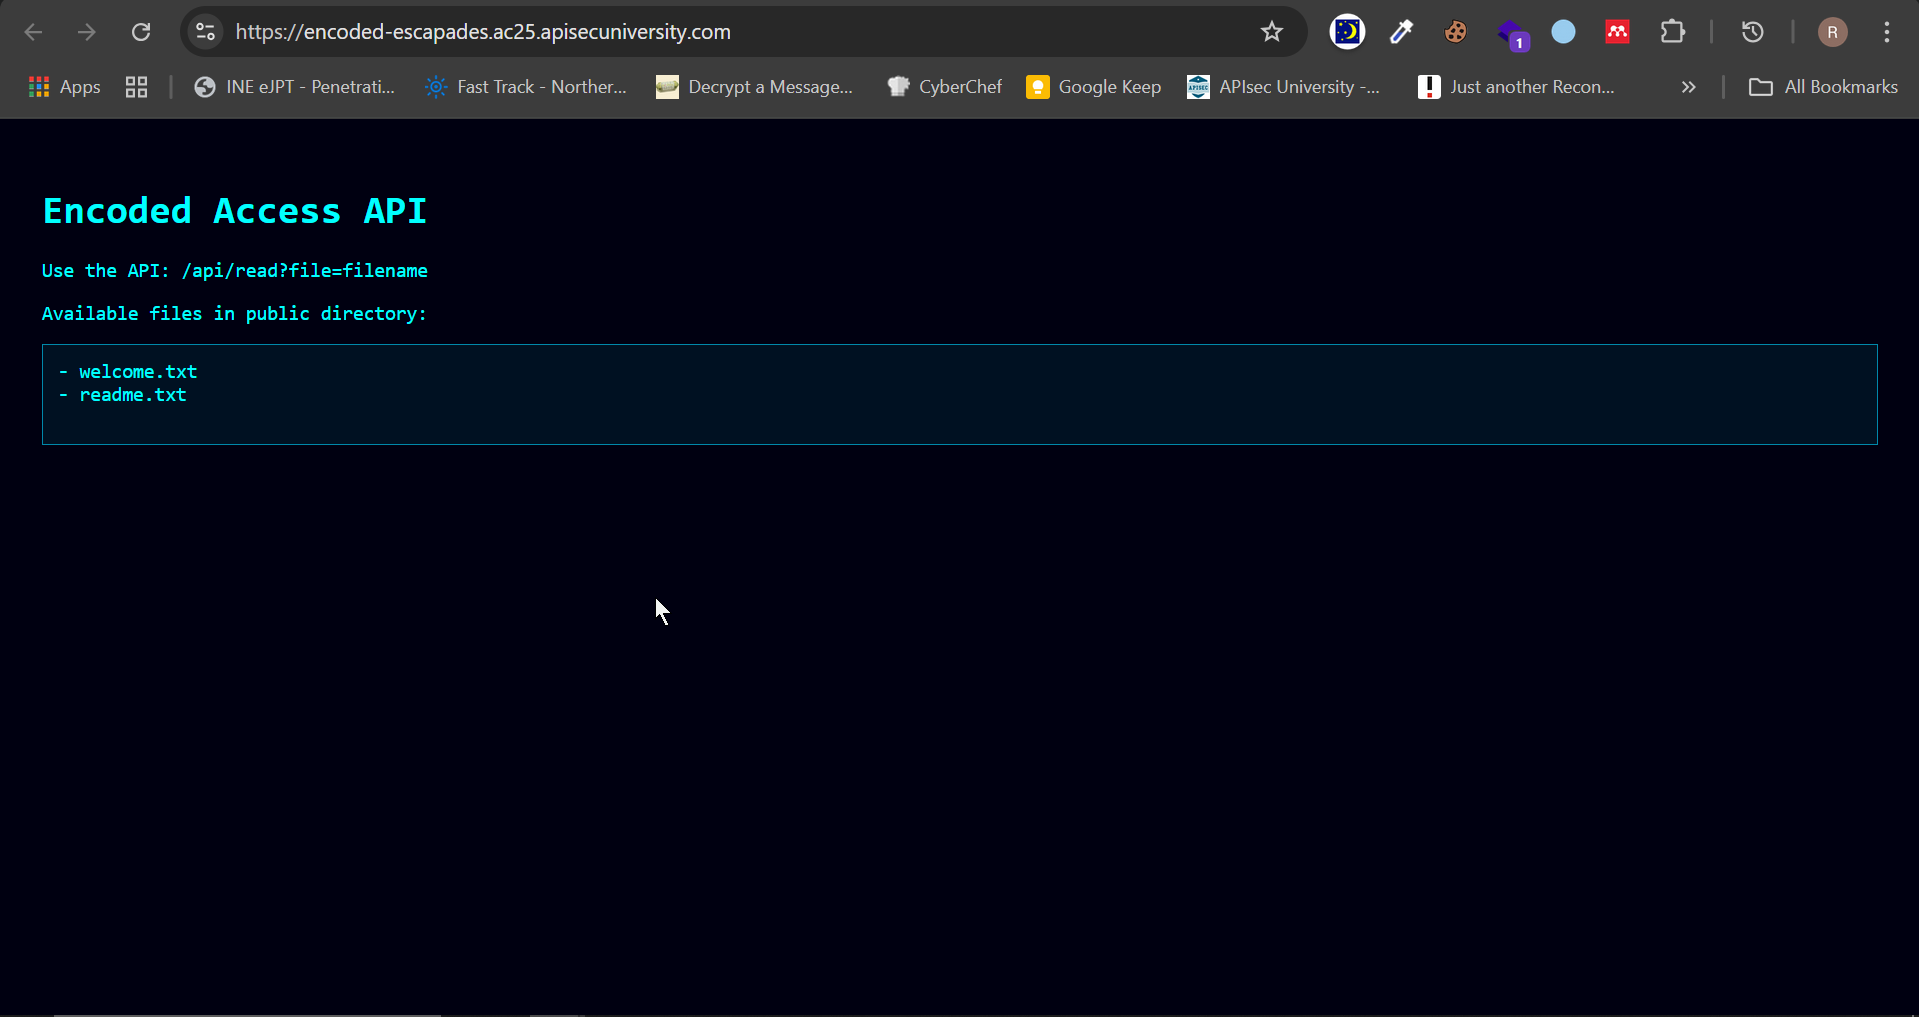 https://encoded-escapades.ac25.apisecuniversity.com
1
R
Apps
INE eJPT - Penetrati...
Fast Track - Norther...
Decrypt a Message...
CyberChef
Google Keep
APISEC
APIsec University -...
Just another Recon...
All Bookmarks
Encoded Access API
Use the API: /api/read?file=filename
Available files in public directory:
- welcome.txt
- readme.txt